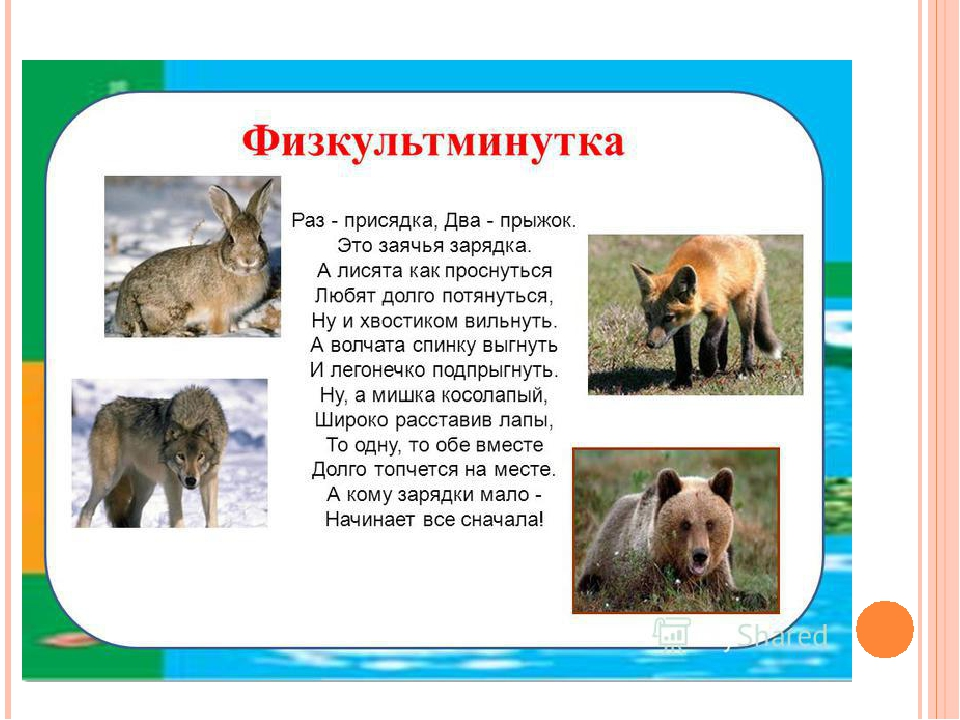 Физкультминутка
Раз - присядка, Два - прыжок.
Это заячья зарядка.
А лисята как проснуться
Любят долго потянуться,
Ну и хвостиком вильнуть.
А волчата спинку выгнуть
И легонечко подпрыгнуть.
Ну, а мишка косолапый,
Широко расставив лапы,
То одну, то обе вместе
Долго топчется на месте.
А кому зарядки мало -
Начинает все сначала!
MyShared